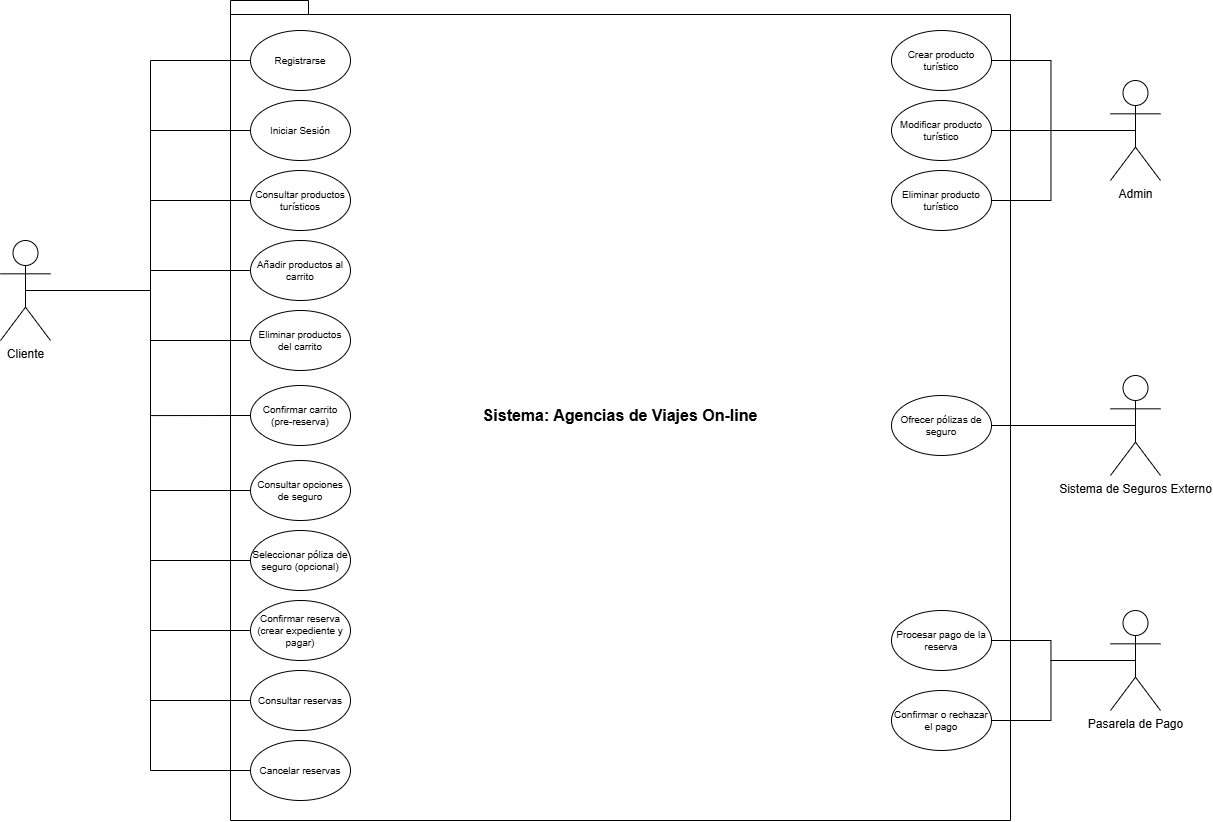 Registrarse
Iniciar Sesión
Consultar productos
turísticos
Añadir productos al
carrito
Eliminar productos
del carrito
Confirmar carrito
(pre-reserva)
Consultar opciones
de seguro
Seleccionar póliza de
seguro (opcional)
Confirmar reserva
(crear expediente y
pagar)
Consultar reservas
Cancelar reservas
Cliente
Sistema: Agencias de Viajes On-line
Crear producto
turístico
Modificar producto
turístico
Eliminar producto
turístico
Admin
Ofrecer pólizas de
seguro
Sistema de Seguros Externo
Procesar pago de la
reserva
Confirmar o rechazar
el pago
Pasarela de Pago